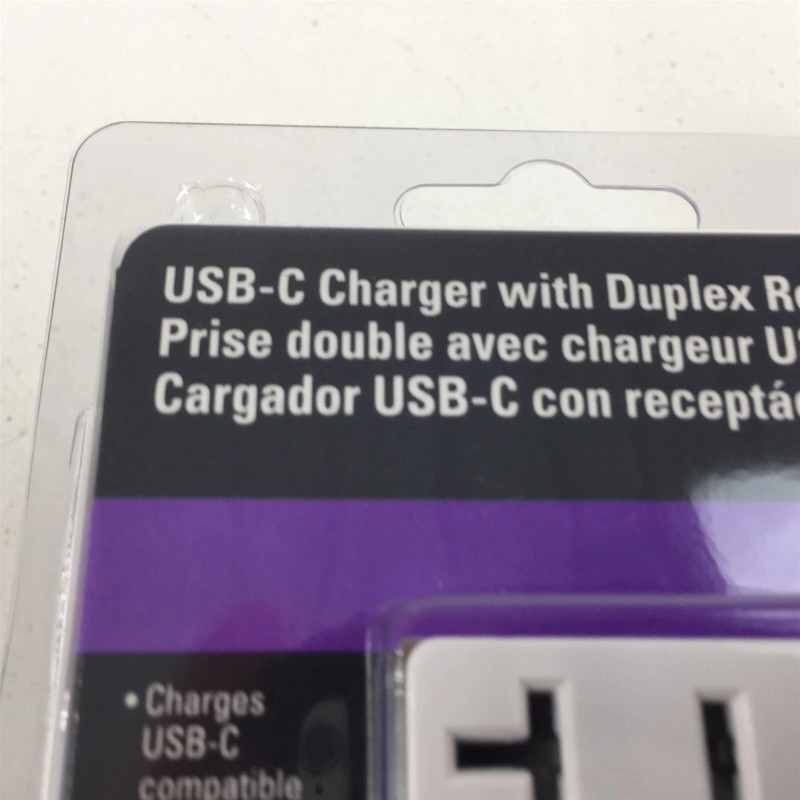 USB-C Charger with Duplex
Prise double avec chargeur
Cargador USB-C con
• Charges
USB-C
compatible